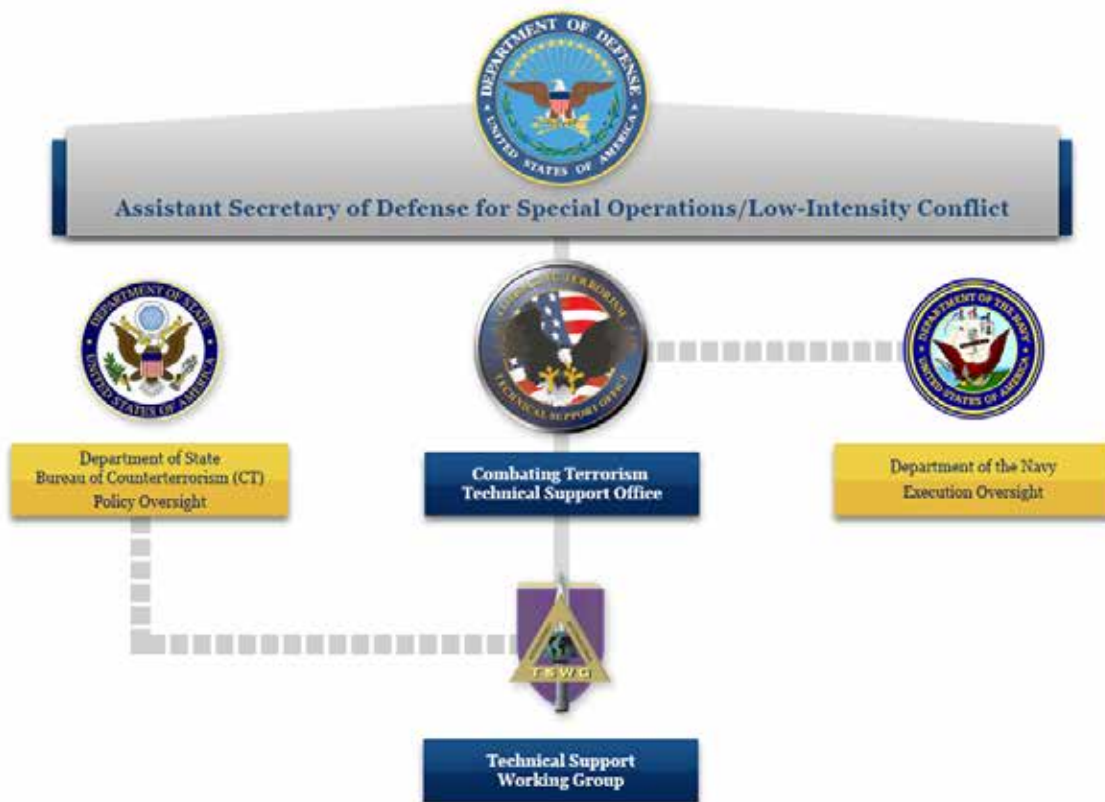 DEPARTMENT OF DEFENSE
UNITED STATES OF AMERICA
Assistant Secretary of Defense for Special Operations/Low-Intensity Conflict
DEPARTMENT OF STATE
UNITED STATES OF AMERICA
COMBATING TERRORISM
TECHNICAL SUPPORT OFFICE
DEPARTMENT OF THE NAVY
UNITED STATES OF AMERICA
Department of State
Bureau of Counterterrorism (CT)
Policy Oversight
Combating Terrorism
Technical Support Office
Department of the Navy
Execution Oversight
TSWG
Technical Support
Working Group